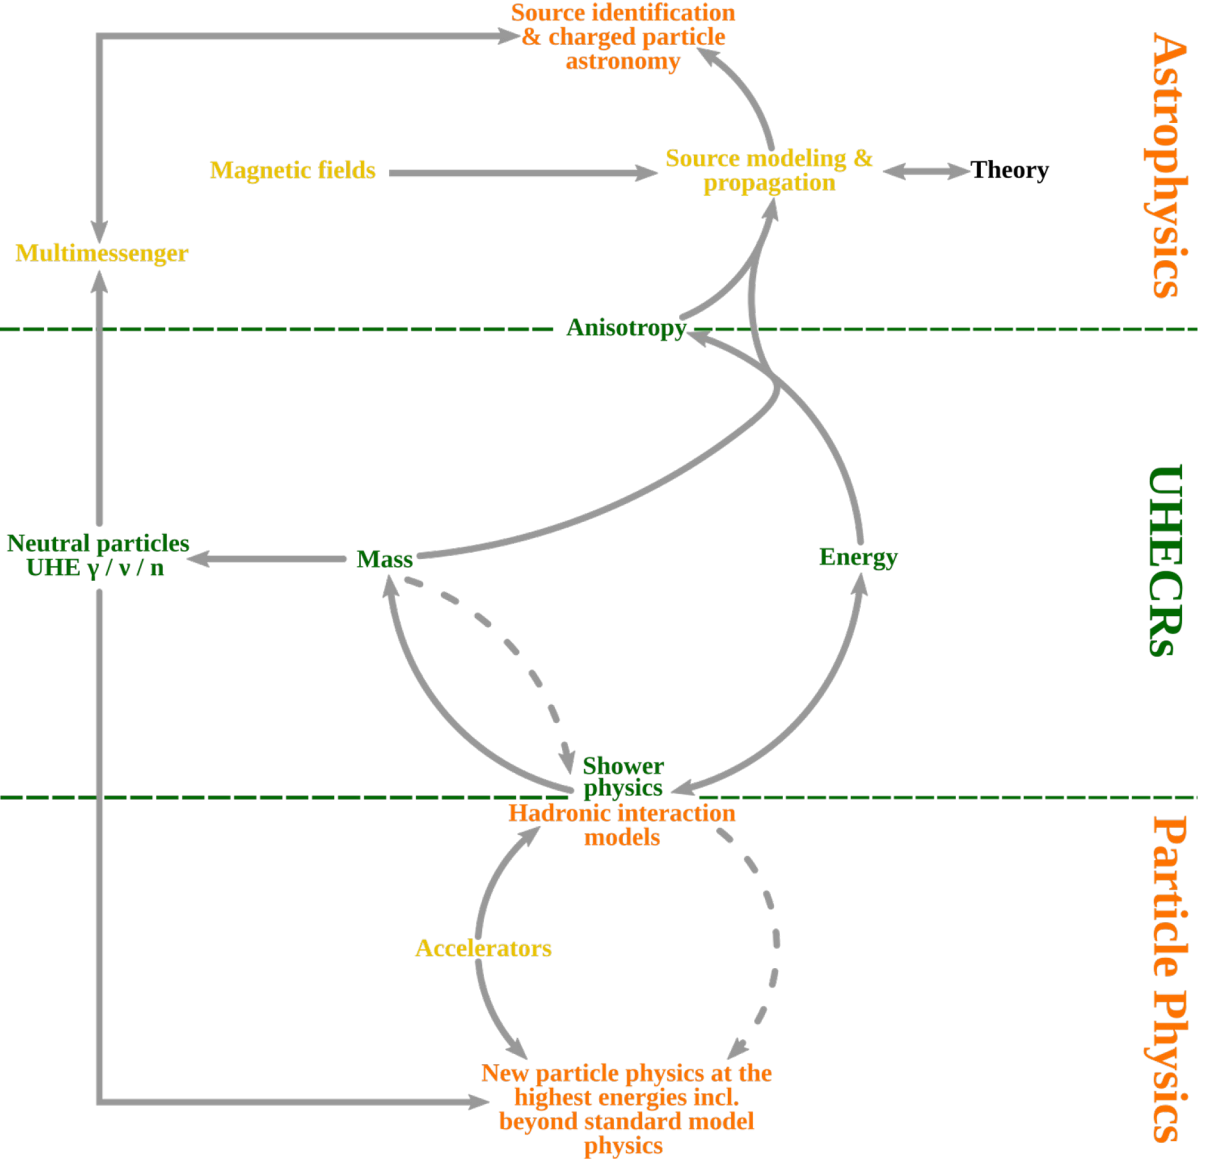 Source identification
& charged particle
astronomy
Astrophysics
Magnetic fields
Source modeling &
propagation
Theory
Multimessenger
Anisotropy
UHECRs
Neutral particles
UHE γ / ν / n
Mass
Energy
Shower
physics
Hadronic interaction
models
Particle Physics
Accelerators
New particle physics at the
highest energies incl.
beyond standard model
physics